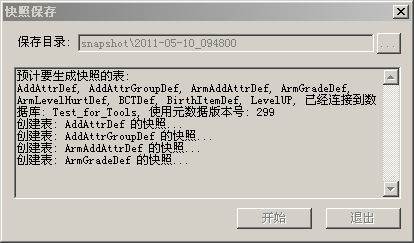 快照保存
保存目录: snapshot\2011-05-10_094800 ...
预计要生成快照的表:
AddAttrDef, AddAttrGroupDef, ArmAddAttrDef, ArmGradeDef,
ArmLevelHurtDef, BCTDef, BirthItemDef, LevelUP, 已经连接到数
据库: Test_for_Tools, 使用元数据版本号: 299
创建表: AddAttrDef 的快照...
创建表: AddAttrGroupDef 的快照...
创建表: ArmAddAttrDef 的快照...
创建表: ArmGradeDef 的快照...
开始 退出